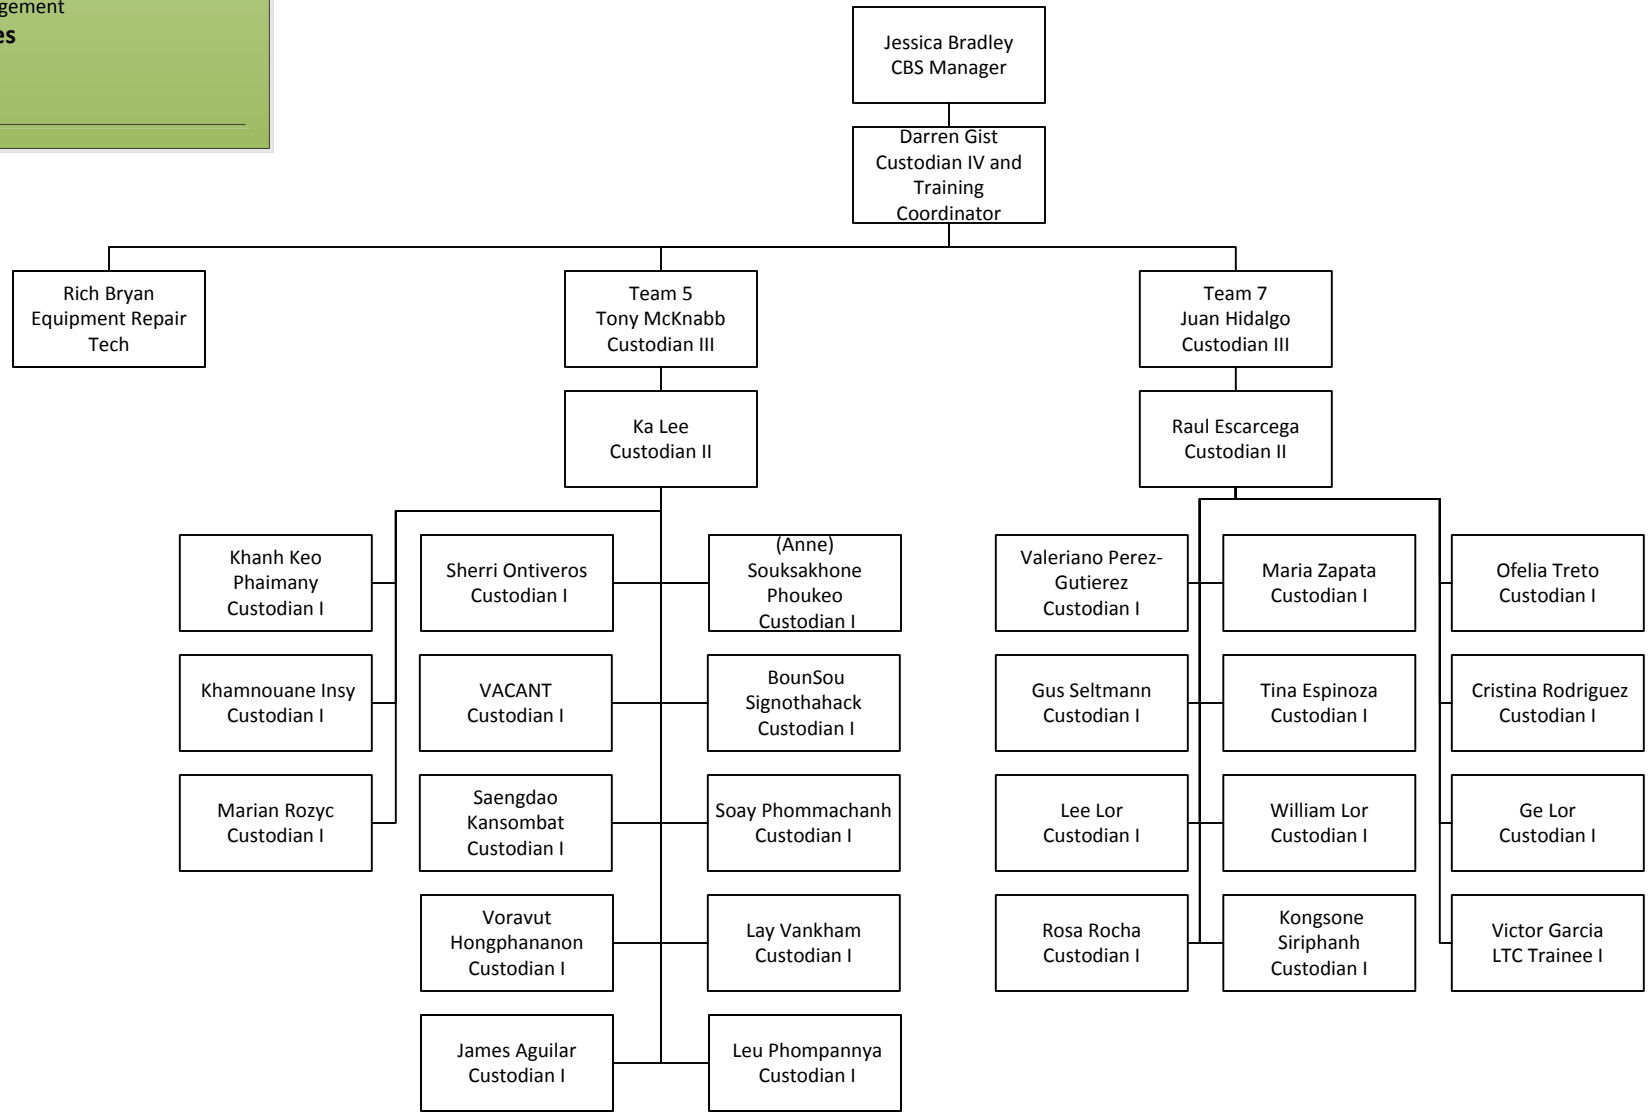 es
Jessica Bradley
CBS Manager
Darren Gist
Custodian IV and
Training
Coordinator
Rich Bryan
Equipment Repair
Tech
Team 5
Tony McKnabb
Custodian III
Team 7
Juan Hidalgo
Custodian III
Ka Lee
Custodian II
Raul Escarcega
Custodian II
Khanh Keo
Phaimany
Custodian I
Sherri Ontiveros
Custodian I
(Anne)
Souksakhone
Phoukeo
Custodian I
Valeriano Perez-
Gutierez
Custodian I
Maria Zapata
Custodian I
Ofelia Treto
Custodian I
Khamnouane Insy
Custodian I
VACANT
Custodian I
BounSou
Signothahack
Custodian I
Gus Seltmann
Custodian I
Tina Espinoza
Custodian I
Cristina Rodriguez
Custodian I
Marian Rozyc
Custodian I
Saengdao
Kansombat
Custodian I
Soay Phommachanh
Custodian I
Lee Lor
Custodian I
William Lor
Custodian I
Ge Lor
Custodian I
Voravut
Hongphananon
Custodian I
Lay Vankham
Custodian I
Rosa Rocha
Custodian I
Kongsone
Siriphanh
Custodian I
Victor Garcia
LTC Trainee I
James Aguilar
Custodian I
Leu Phompannya
Custodian I